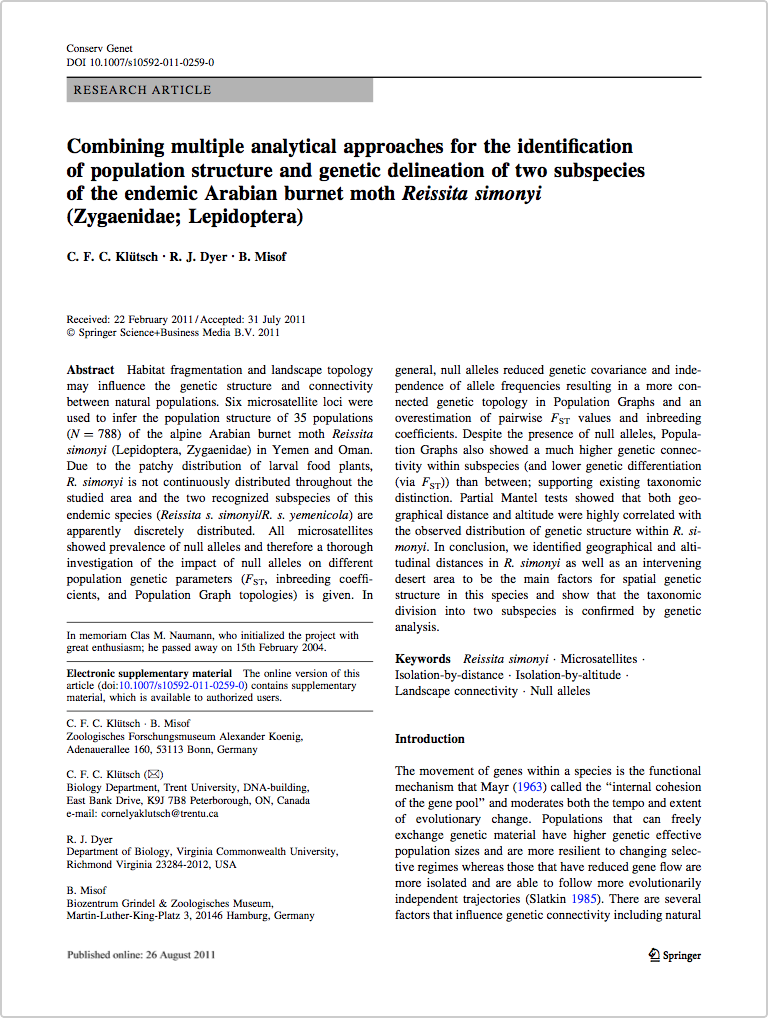 Conserv Genet
DOI 10.1007/s10592-011-0259-0
RESEARCH ARTICLE
Combining multiple analytical approaches for the identification
of population structure and genetic delineation of two subspecies
of the endemic Arabian burnet moth Reissita simonyi
(Zygaenidae; Lepidoptera)
C. F. C. Klütsch · R. J. Dyer · B. Misof
Received: 22 February 2011 / Accepted: 31 July 2011
© Springer Science+Business Media B.V. 2011
Abstract Habitat fragmentation and landscape topology
may influence the genetic structure and connectivity
between natural populations. Six microsatellite loci were
used to infer the population structure of 35 populations
(N = 788) of the alpine Arabian burnet moth Reissita
simonyi (Lepidoptera, Zygaenidae) in Yemen and Oman.
Due to the patchy distribution of larval food plants,
R. simonyi is not continuously distributed throughout the
studied area and the two recognized subspecies of this
endemic species (Reissita s. simonyi/R. s. yemenicola) are
apparently discretely distributed. All microsatellites
showed prevalence of null alleles and therefore a thorough
investigation of the impact of null alleles on different
population genetic parameters (FST, inbreeding coeffi-
cients, and Population Graph topologies) is given. In
general, null alleles reduced genetic covariance and inde-
pendence of allele frequencies resulting in a more con-
nected genetic topology in Population Graphs and an
overestimation of pairwise FST values and inbreeding
coefficients. Despite the presence of null alleles, Popula-
tion Graphs also showed a much higher genetic connec-
tivity within subspecies (and lower genetic differentiation
(via FST)) than between; supporting existing taxonomic
distinction. Partial Mantel tests showed that both geo-
graphical distance and altitude were highly correlated with
the observed distribution of genetic structure within R. si-
monyi. In conclusion, we identified geographical and alti-
tudinal distances in R. simonyi as well as an intervening
desert area to be the main factors for spatial genetic
structure in this species and show that the taxonomic
division into two subspecies is confirmed by genetic
analysis.
Keywords Reissita simonyi · Microsatellites ·
Isolation-by-distance · Isolation-by-altitude ·
Landscape connectivity · Null alleles
In memoriam Clas M. Naumann, who initialized the project with
great enthusiasm; he passed away on 15th February 2004.
Electronic supplementary material The online version of this
article (doi:10.1007/s10592-011-0259-0) contains supplementary
material, which is available to authorized users.
C. F. C. Klütsch · B. Misof
Zoologisches Forschungsmuseum Alexander Koenig,
Adenauerallee 160, 53113 Bonn, Germany
C. F. C. Klütsch (✉)
Biology Department, Trent University, DNA-building,
East Bank Drive, K9J 7B8 Peterborough, ON, Canada
e-mail: cornelyaklutsch@trentu.ca
R. J. Dyer
Department of Biology, Virginia Commonwealth University,
Richmond Virginia 23284-2012, USA
B. Misof
Biozentrum Grindel & Zoologisches Museum,
Martin-Luther-King-Platz 3, 20146 Hamburg, Germany
Introduction
The movement of genes within a species is the functional
mechanism that Mayr (1963) called the “internal cohesion
of the gene pool” and moderates both the tempo and extent
of evolutionary change. Populations that can freely
exchange genetic material have higher genetic effective
population sizes and are more resilient to changing selec-
tive regimes whereas those that have reduced gene flow are
more isolated and are able to follow more evolutionarily
independent trajectories (Slatkin 1985). There are several
factors that influence genetic connectivity including natural
Published online: 26 August 2011
Springer